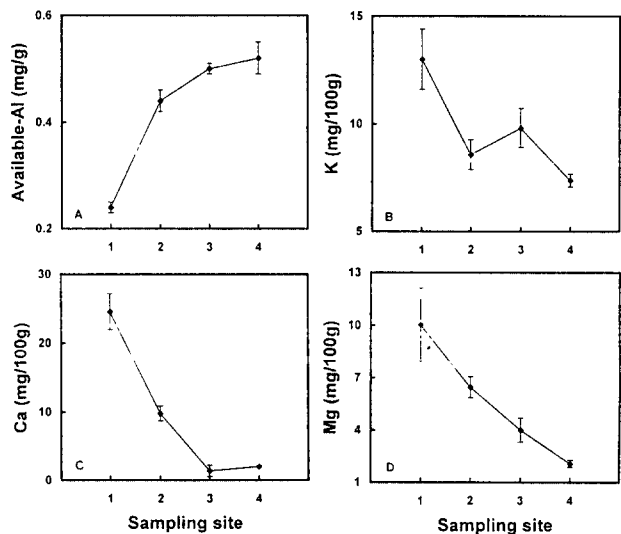 Available-Al (mg/g)
0.6
0.4
0.2
A
1 2 3 4
K (mg/100g)
15
10
5
B
1 2 3 4
Ca (mg/100g)
30
20
10
0
C
1 2 3 4
Sampling site
Mg (mg/100g)
13
10
7
4
1
D
1 2 3 4
Sampling site